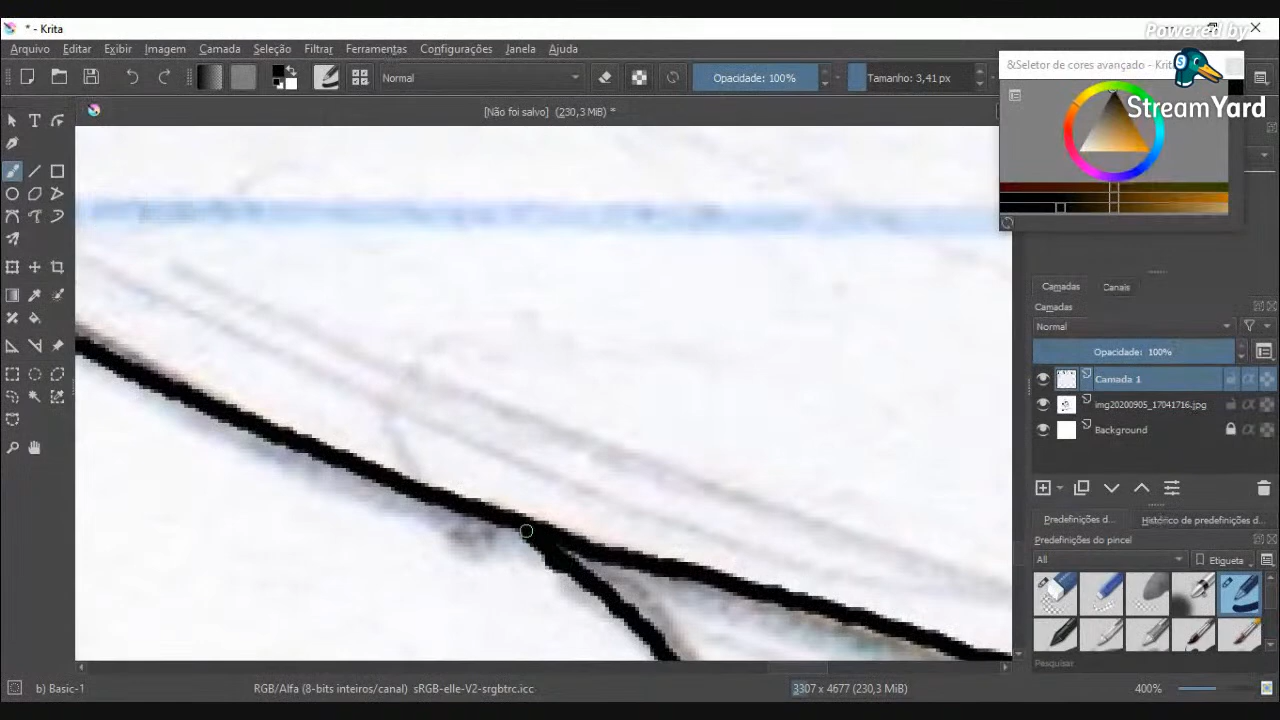 * - Krita
Powered by
StreamYard
Arquivo Editar Exibir Imagem Camada Seleção Filtrar Ferramentas Configurações Janela Ajuda
Normal
Opacidade: 100%
Tamanho: 3,41 px
&Seletor de cores avançado - Krit
[Não foi salvo] (230,3 MiB) *
Camadas Canais
Camadas
Normal
Opacidade: 100%
Camada 1
img20200905_17041716.jpg
Background
Predefinições d... Histórico de predefinições d...
Predefinições do pincel
All Etiqueta
Pesquisar
b) Basic-1 RGB/Alfa (8-bits inteiros/canal) sRGB-elle-V2-srgbtrc.icc 3307 x 4677 (230,3 MiB) 400%